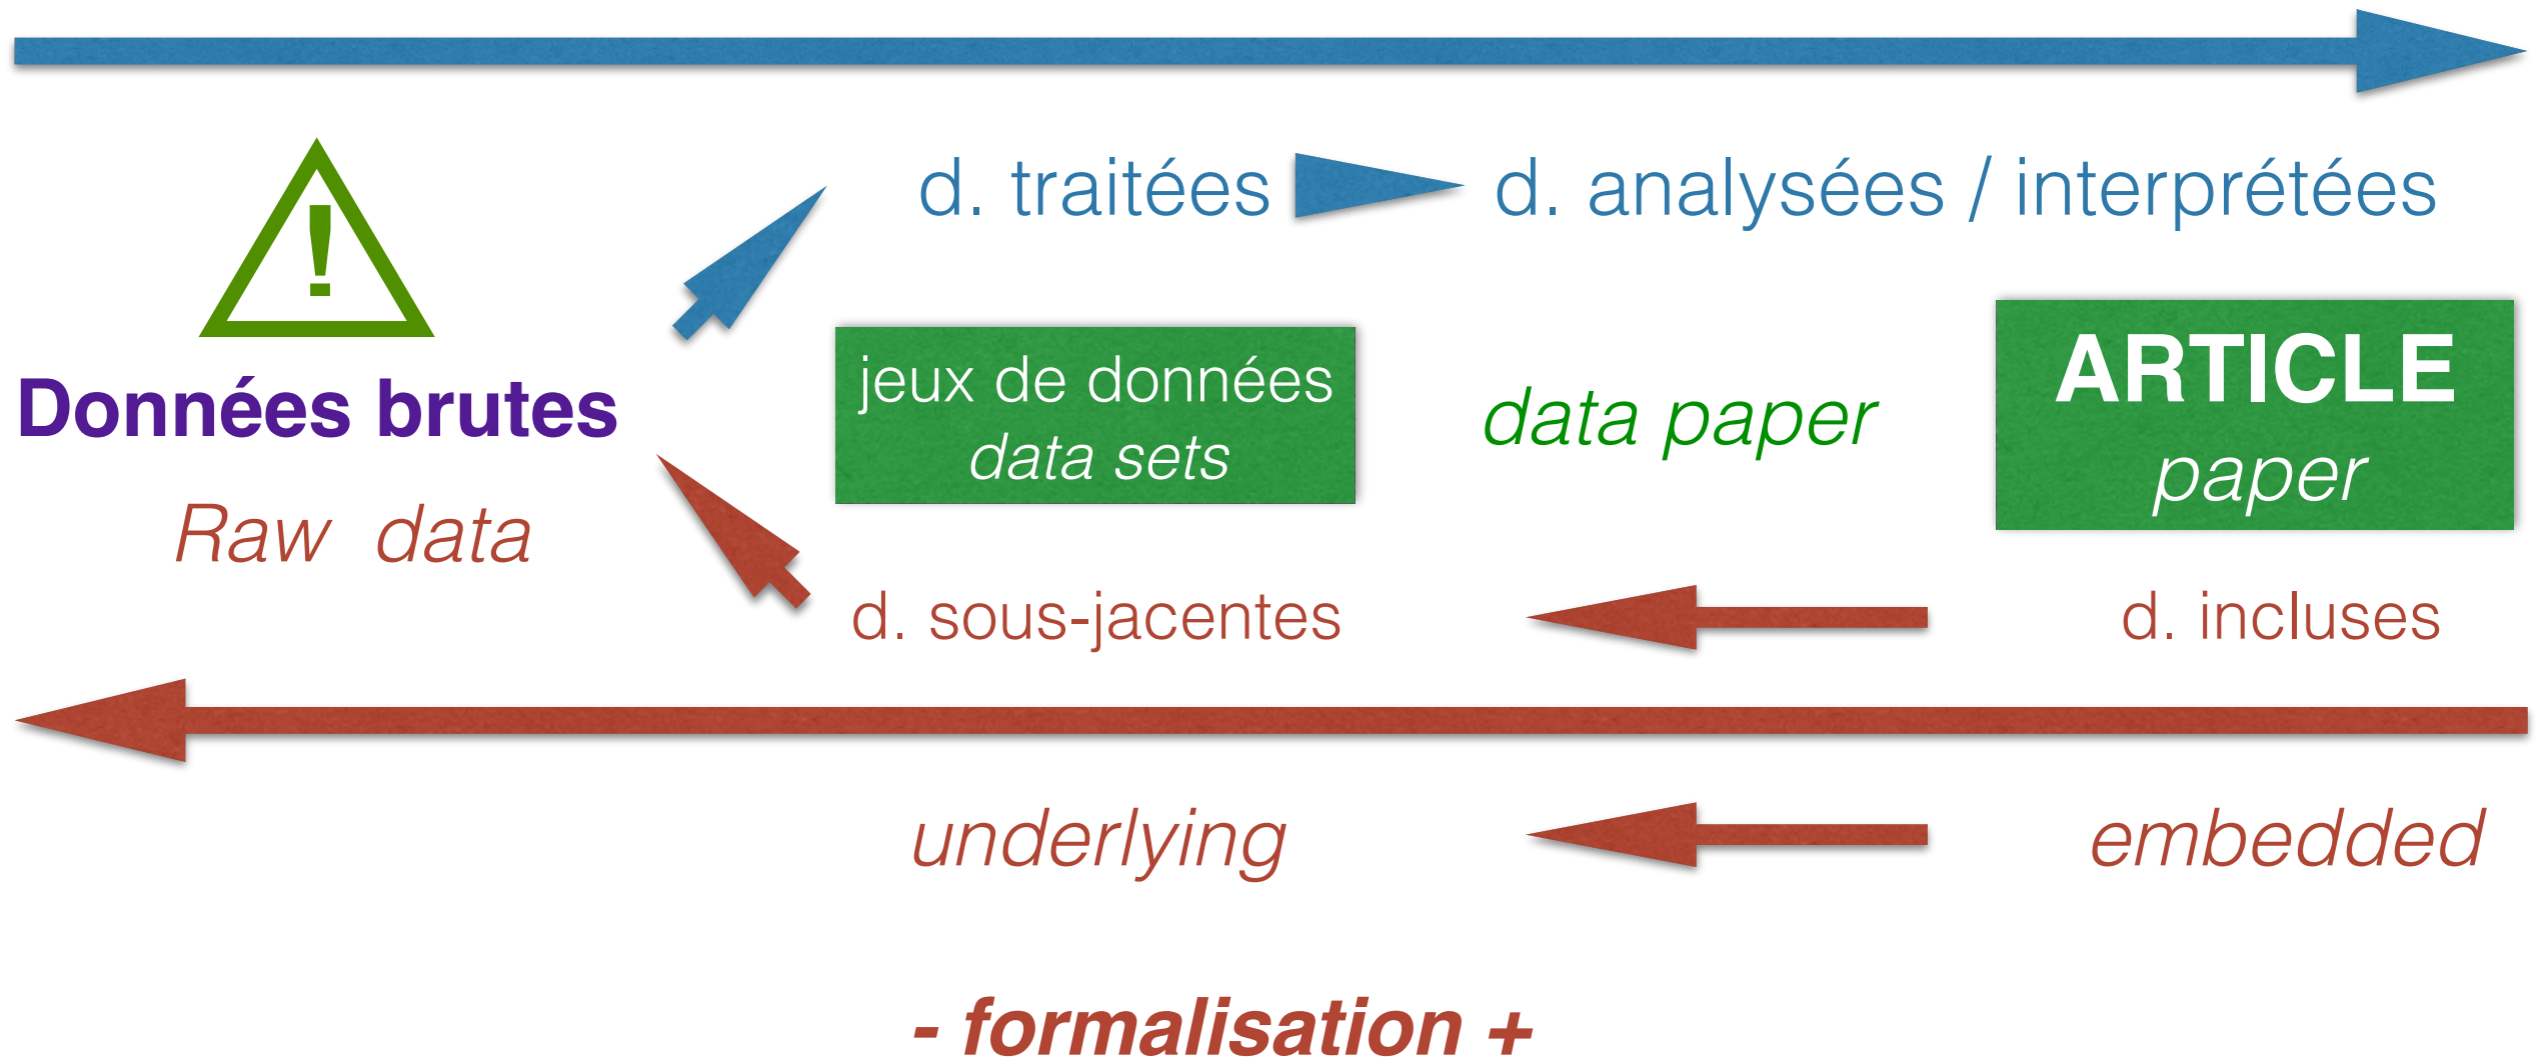 !
d. traitées
d. analysées / interprétées
Données brutes
Raw data
jeux de données
data sets
data paper
ARTICLE
paper
d. sous-jacentes
d. incluses
underlying
embedded
- formalisation +